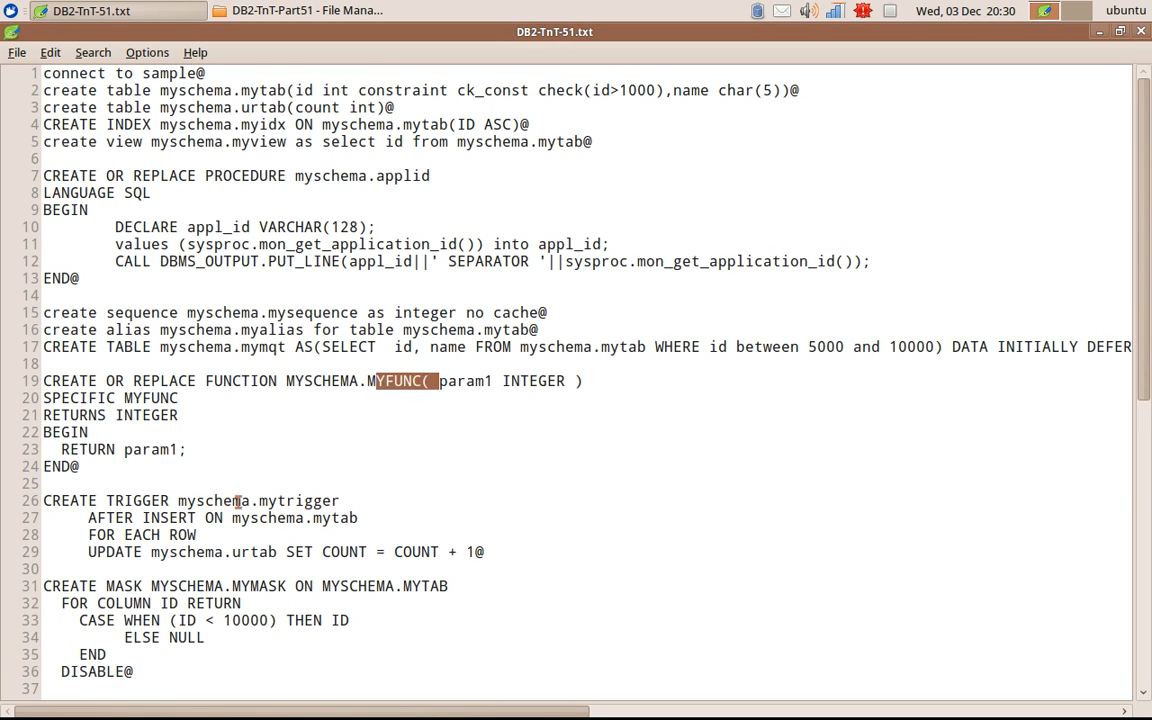 DB2-TnT-51.txt
DB2-TnT-Part51 - File Mana...
Wed, 03 Dec 20:30
ubuntu
DB2-TnT-51.txt
File Edit Search Options Help
1 connect to sample@
2 create table myschema.mytab(id int constraint ck_const check(id>1000),name char(5))@
3 create table myschema.urtab(count int)@
4 CREATE INDEX myschema.myidx ON myschema.mytab(ID ASC)@
5 create view myschema.myview as select id from myschema.mytab@
6
7 CREATE OR REPLACE PROCEDURE myschema.applid
8 LANGUAGE SQL
9 BEGIN
10 DECLARE appl_id VARCHAR(128);
11 values (sysproc.mon_get_application_id()) into appl_id;
12 CALL DBMS_OUTPUT.PUT_LINE(appl_id||' SEPARATOR '||sysproc.mon_get_application_id());
13 END@
14
15 create sequence myschema.mysequence as integer no cache@
16 create alias myschema.myalias for table myschema.mytab@
17 CREATE TABLE myschema.mymqt AS(SELECT  id, name FROM myschema.mytab WHERE id between 5000 and 10000) DATA INITIALLY DEFER
18
19 CREATE OR REPLACE FUNCTION MYSCHEMA.MYFUNC( param1 INTEGER )
20 SPECIFIC MYFUNC
21 RETURNS INTEGER
22 BEGIN
23 RETURN param1;
24 END@
25
26 CREATE TRIGGER myschema.mytrigger
27 AFTER INSERT ON myschema.mytab
28 FOR EACH ROW
29 UPDATE myschema.urtab SET COUNT = COUNT + 1@
30
31 CREATE MASK MYSCHEMA.MYMASK ON MYSCHEMA.MYTAB
32 FOR COLUMN ID RETURN
33 CASE WHEN (ID < 10000) THEN ID
34 ELSE NULL
35 END
36 DISABLE@
37